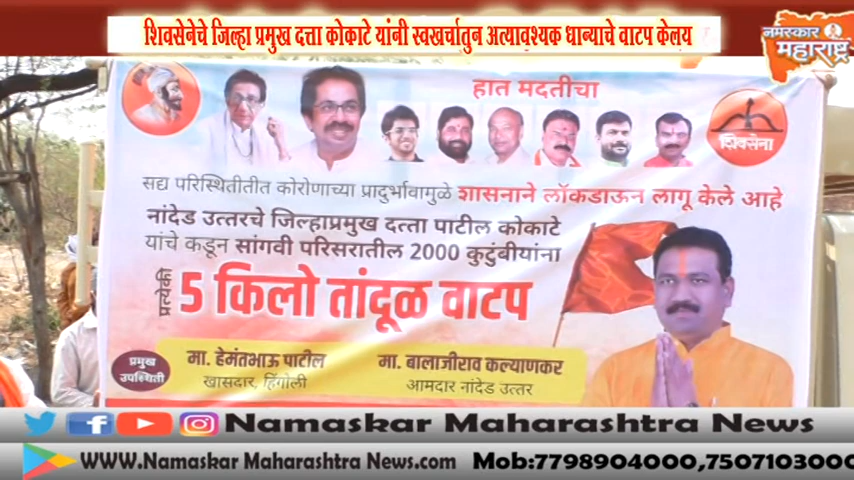 शिवसेनेचे जिल्हा प्रमुख दत्ता कोकाटे यांनी स्वखर्चातुन अत्यावश्यक धान्याचे वाटप केलय
नमस्कार
महाराष्ट्र
हात मदतीचा
शिवसेना
सद्य परिस्थितीतीत कोरोणाच्या प्रादुर्भावामुळे शासनाने लॉकडाऊन लागू केले आहे
नांदेड उत्तरचे जिल्हाप्रमुख दत्ता पाटील कोकाटे
यांचे कडून सांगवी परिसरातील 2000 कुटुंबीयांना
प्रत्येकी 5 किलो तांदूळ वाटप
प्रमुख
उपस्थिती
मा. हेमंतभाऊ पाटील
खासदार, हिंगोली
मा. बालाजीराव कल्याणकर
आमदार नांदेड उत्तर
Namaskar Maharashtra News
WWW.Namaskar Maharashtra News.com Mob:7798904000,7507103000